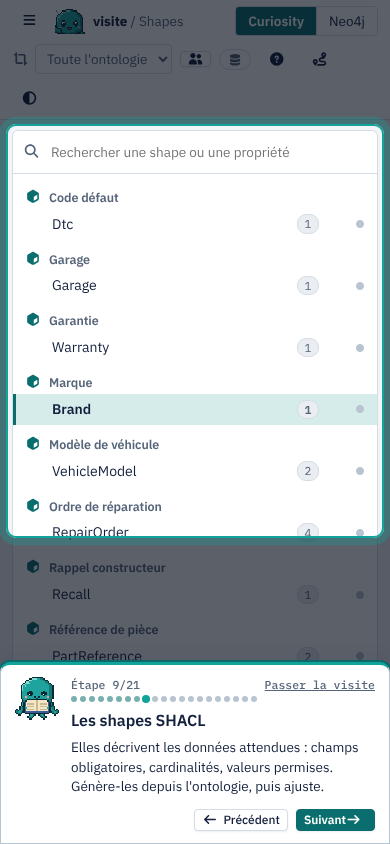 visite / Shapes
Curiosity
Neo4j
Toute l'ontologie
Rechercher une shape ou une propriété
Code défaut
Dtc 1
Garage
Garage 1
Garantie
Warranty 1
Marque
Brand 1
Modèle de véhicule
VehicleModel 2
Ordre de réparation
RepairOrder 4
Rappel constructeur
Recall 1
Référence de pièce
PartReference 2
Étape 9/21
Passer la visite
Les shapes SHACL
Elles décrivent les données attendues : champs
obligatoires, cardinalités, valeurs permises.
Génère-les depuis l'ontologie, puis ajuste.
← Précédent
Suivant→